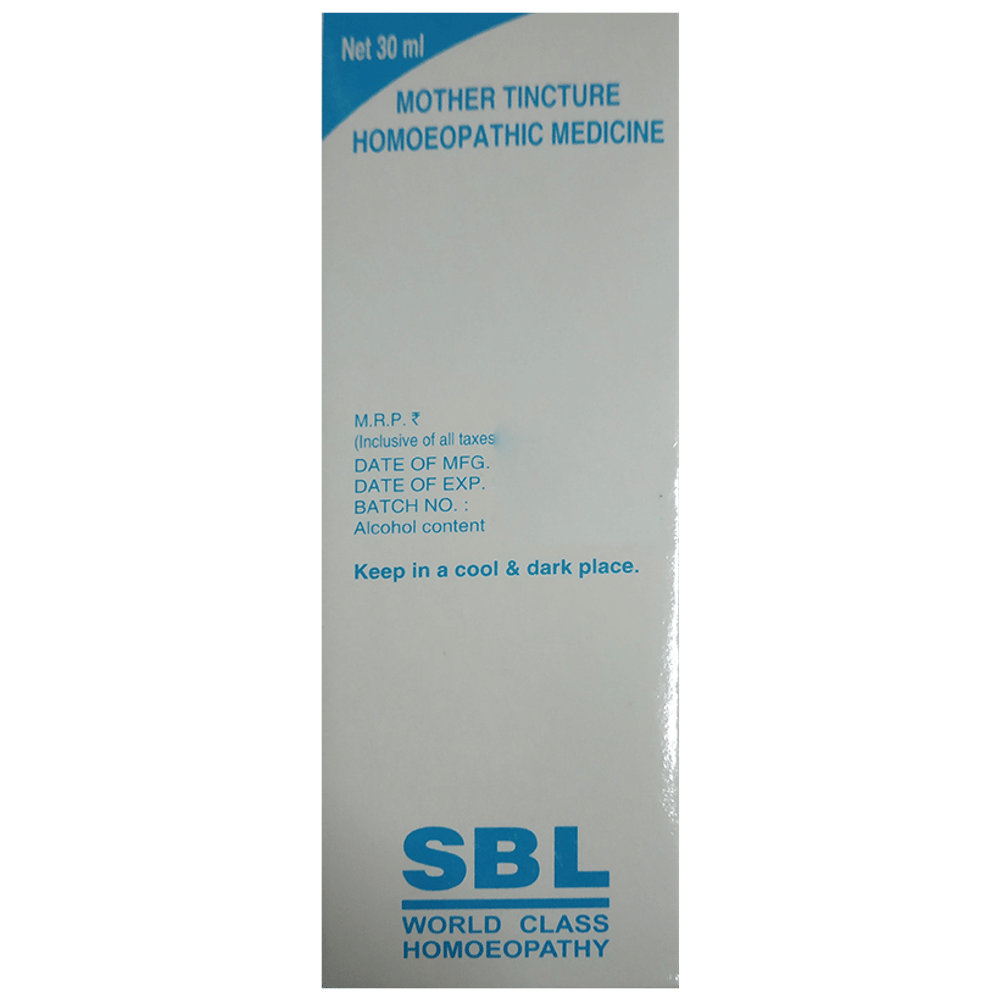 Net 30 ml
MOTHER TINCTURE
HOMOEOPATHIC MEDICINE
M.R.P. ₹
(Inclusive of all taxes
DATE OF MFG.
DATE OF EXP.
BATCH NO. :
Alcohol content
Keep in a cool & dark place.
SBL
WORLD CLASS
HOMOEOPATHY